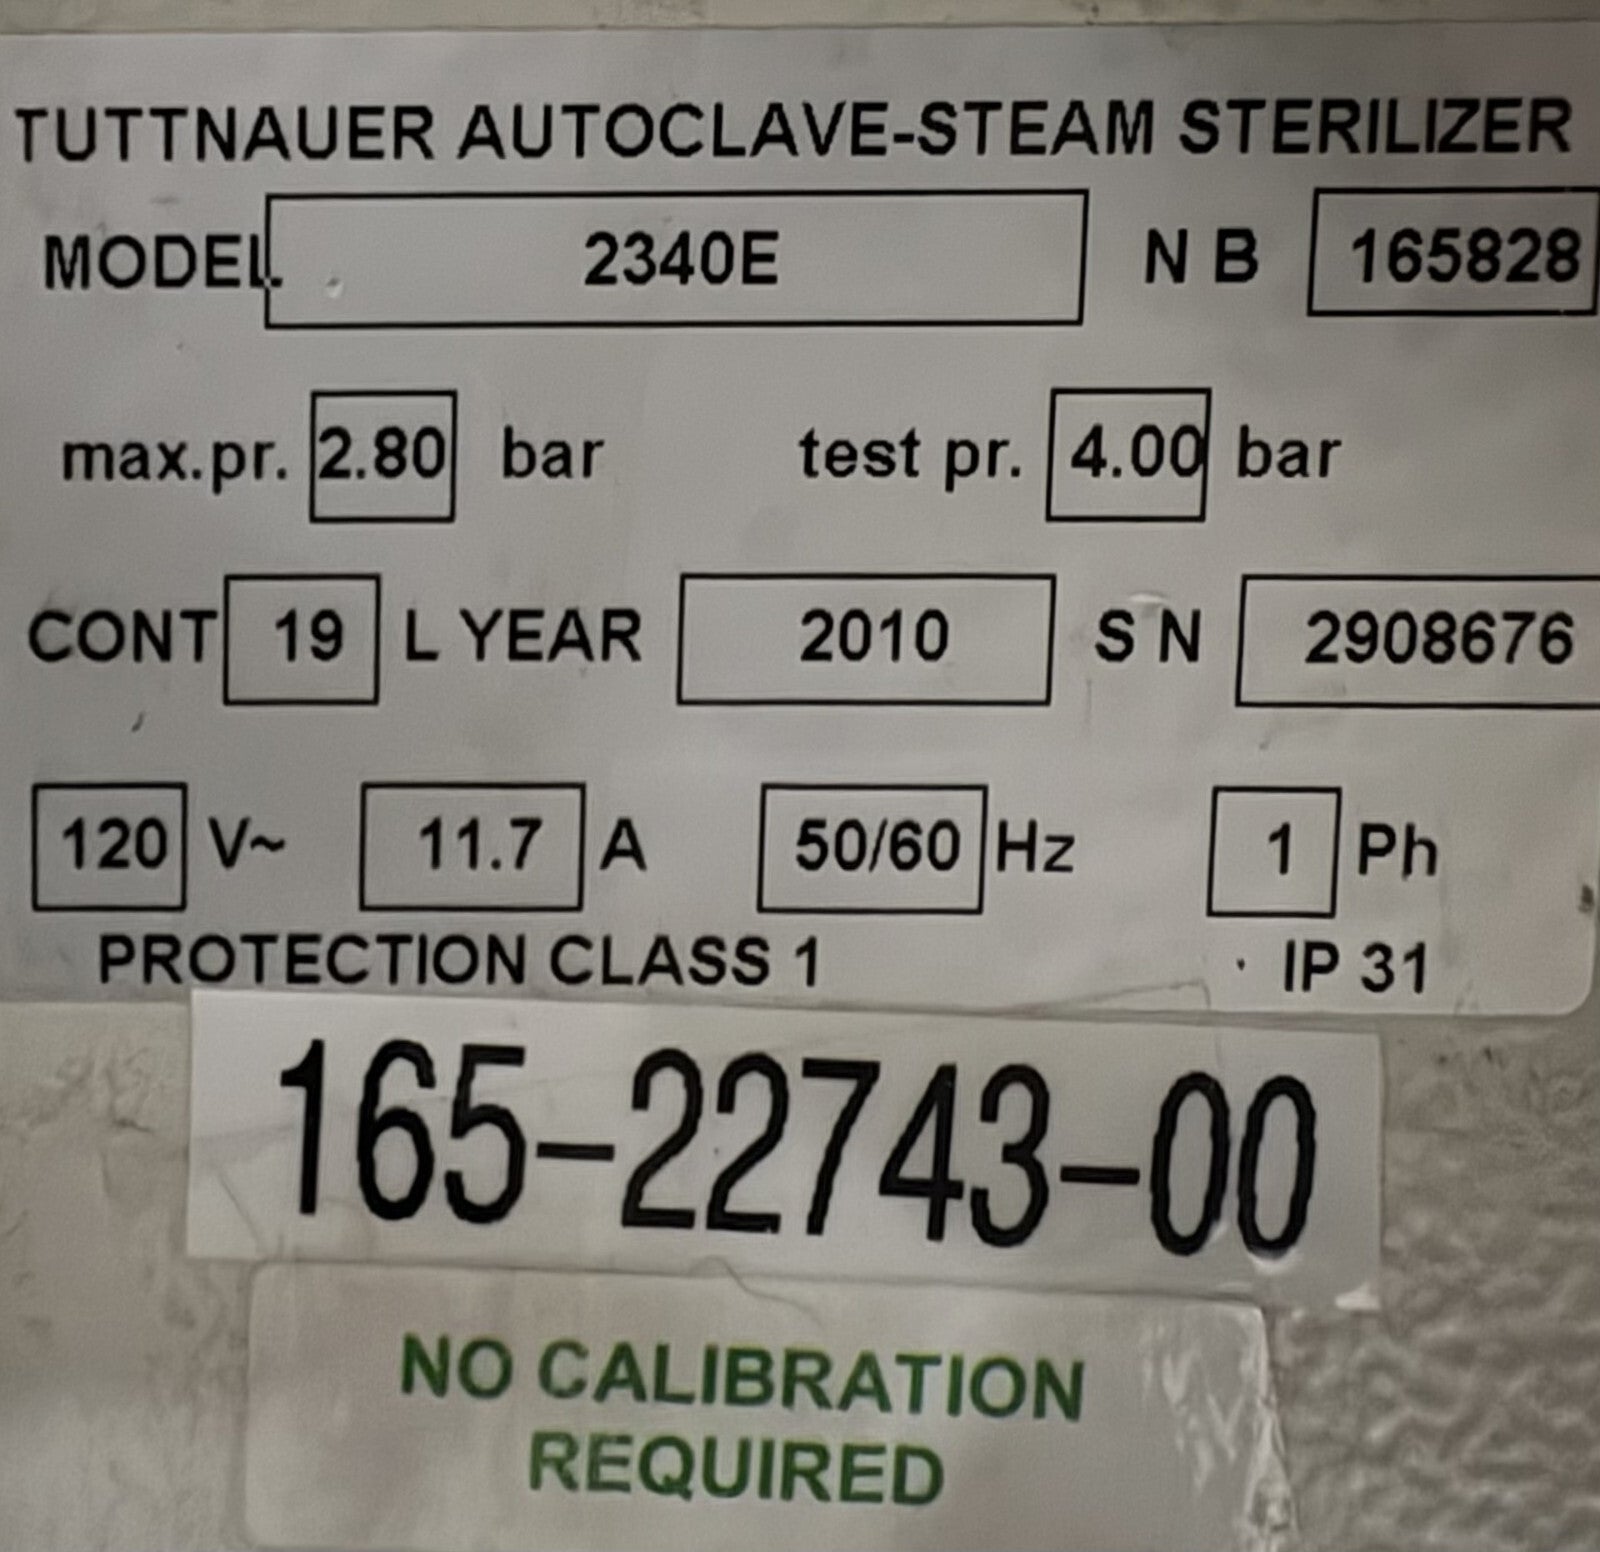 TUTTNAUER AUTOCLAVE-STEAM STERILIZER
MODEL. 2340E N B 165828
max.pr. 2.80 bar test pr. 4.00 bar
CONT 19 L YEAR 2010 S N 2908676
120 V~ 11.7 A 50/60 Hz 1 Ph
PROTECTION CLASS 1 IP 31
165-22743-00
NO CALIBRATION
REQUIRED